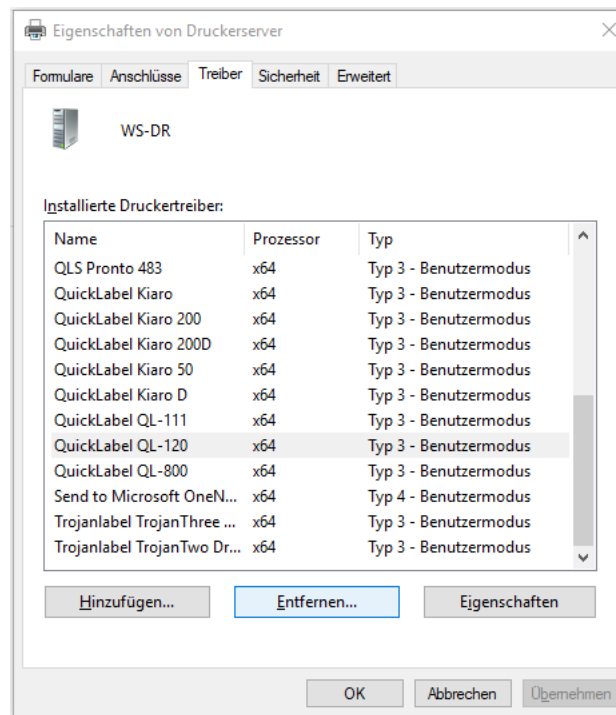 Eigenschaften von Druckerserver
Formulare Anschlüsse Treiber Sicherheit Erweitert
WS-DR
Installierte Druckertreiber:
Name Prozessor Typ
QLS Pronto 483 x64 Typ 3 - Benutzermodus
QuickLabel Kiaro x64 Typ 3 - Benutzermodus
QuickLabel Kiaro 200 x64 Typ 3 - Benutzermodus
QuickLabel Kiaro 200D x64 Typ 3 - Benutzermodus
QuickLabel Kiaro 50 x64 Typ 3 - Benutzermodus
QuickLabel Kiaro D x64 Typ 3 - Benutzermodus
QuickLabel QL-111 x64 Typ 3 - Benutzermodus
QuickLabel QL-120 x64 Typ 3 - Benutzermodus
QuickLabel QL-800 x64 Typ 3 - Benutzermodus
Send to Microsoft OneN... x64 Typ 4 - Benutzermodus
Trojanlabel TrojanThree ... x64 Typ 3 - Benutzermodus
Trojanlabel TrojanTwo Dr... x64 Typ 3 - Benutzermodus
Hinzufügen... Entfernen... Eigenschaften
OK Abbrechen Übernehmen